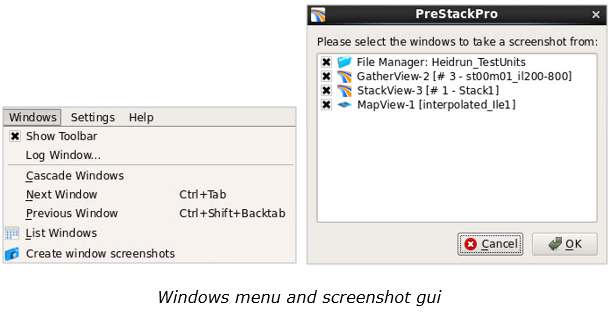 Windows Settings Help
Show Toolbar
Log Window...
Cascade Windows
Next Window Ctrl+Tab
Previous Window Ctrl+Shift+Backtab
List Windows
Create window screenshots
PreStackPro
Please select the windows to take a screenshot from:
File Manager: Heidrun_TestUnits
GatherView-2 [# 3 - st00m01_il200-800]
StackView-3 [# 1 - Stack1]
MapView-1 [interpolated_Ile1]
Cancel OK
Windows menu and screenshot gui